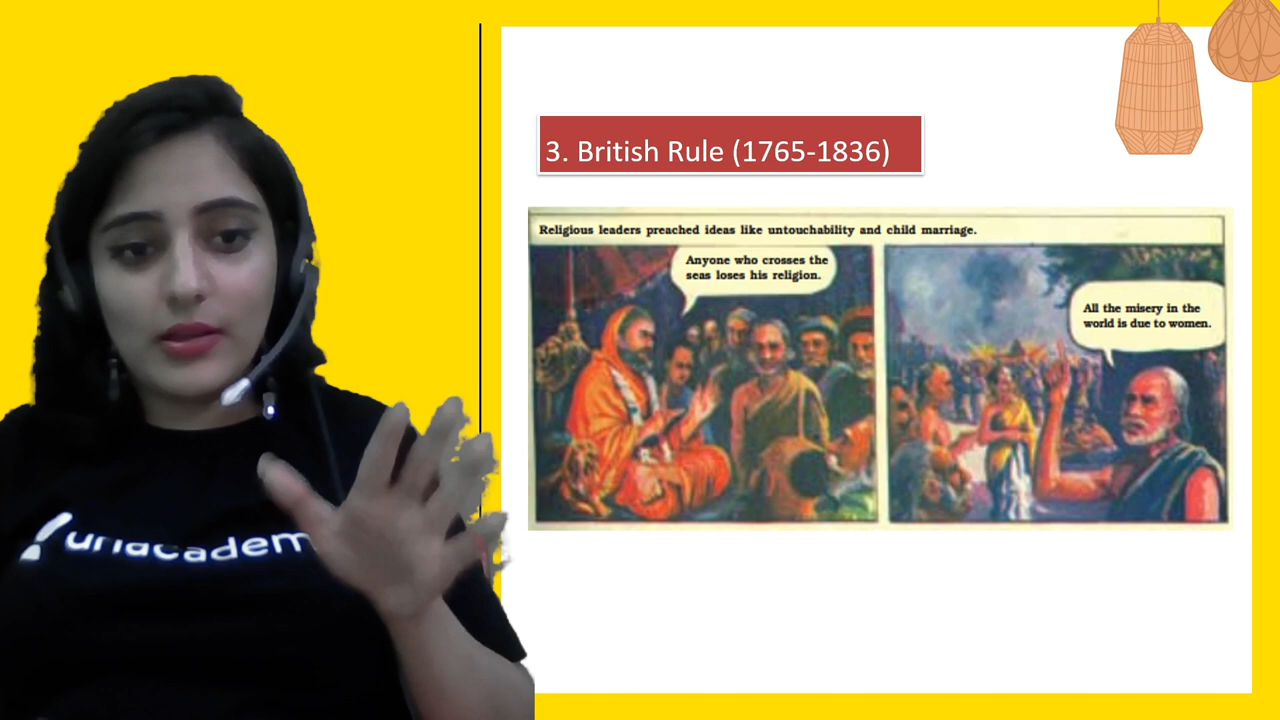 3. British Rule (1765-1836)
Religious leaders preached ideas like untouchability and child marriage.
Anyone who crosses the
seas loses his religion.
All the misery in the
world is due to women.
unacadem